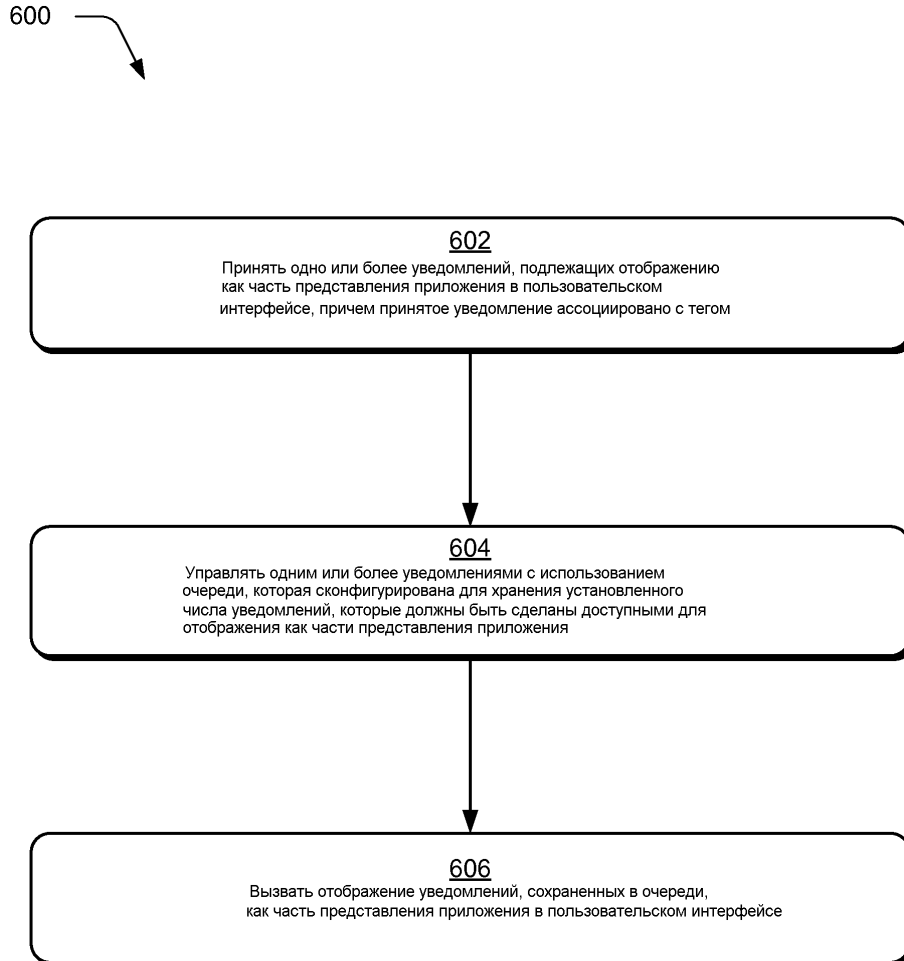 600
602
Принять одно или более уведомлений, подлежащих отображению
как часть представления приложения в пользовательском
интерфейсе, причем принятое уведомление ассоциировано с тегом
604
Управлять одним или более уведомлениями с использованием
очереди, которая сконфигурирована для хранения установленного
числа уведомлений, которые должны быть сделаны доступными для
отображения как части представления приложения
606
Вызвать отображение уведомлений, сохраненных в очереди,
как часть представления приложения в пользовательском интерфейсе